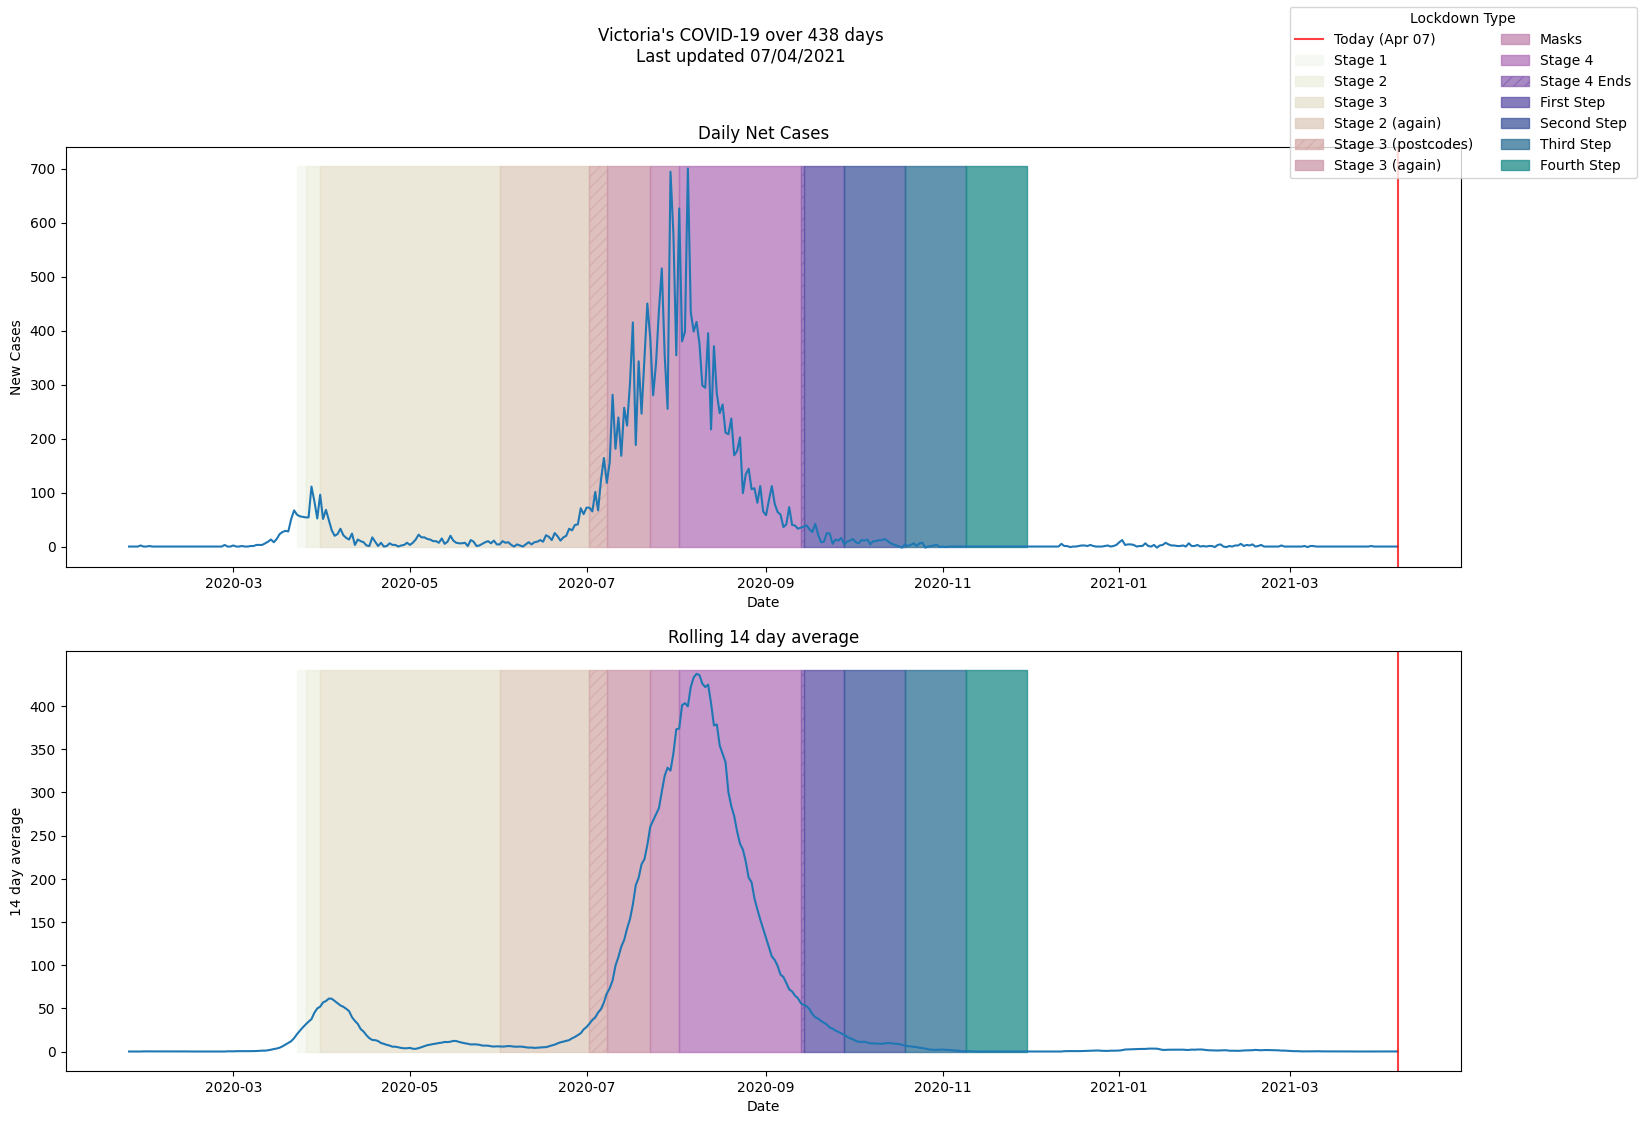 Victoria's COVID-19 over 438 days
Last updated 07/04/2021
Lockdown Type
Today (Apr 07)
Stage 1
Stage 2
Stage 3
Stage 2 (again)
Stage 3 (postcodes)
Stage 3 (again)
Masks
Stage 4
Stage 4 Ends
First Step
Second Step
Third Step
Fourth Step
Daily Net Cases
New Cases
700
600
500
400
300
200
100
0
2020-03 2020-05 2020-07 2020-09 2020-11 2021-01 2021-03
Date
Rolling 14 day average
14 day average
400
350
300
250
200
150
100
50
0
2020-03 2020-05 2020-07 2020-09 2020-11 2021-01 2021-03
Date